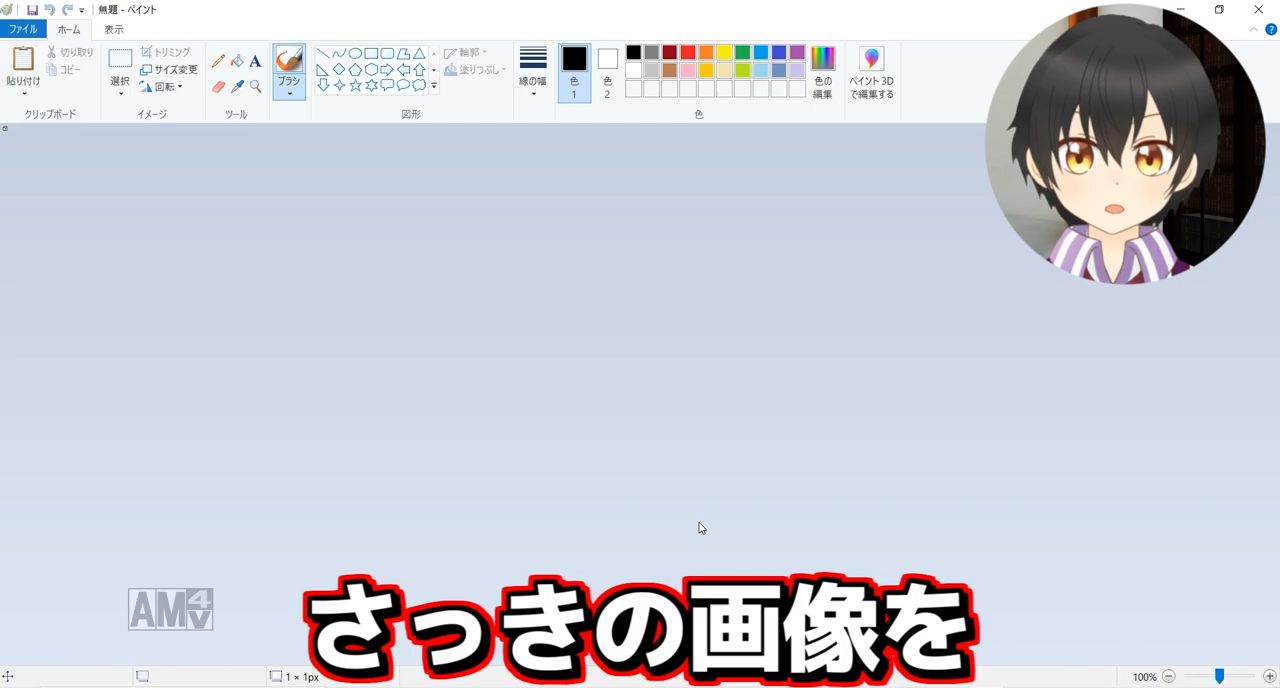 無題 - ペイント
ファイル ホーム 表示
貼り付け
切り取り
コピー
クリップボード
選択
トリミング
サイズ変更
回転
イメージ
A
ツール
ブラシ
輪郭
塗りつぶし
図形
線の幅
色
1
色
2
色の
編集
色
ペイント 3D
で編集する
?
AM4V
さっきの画像を
1 × 1px
100%